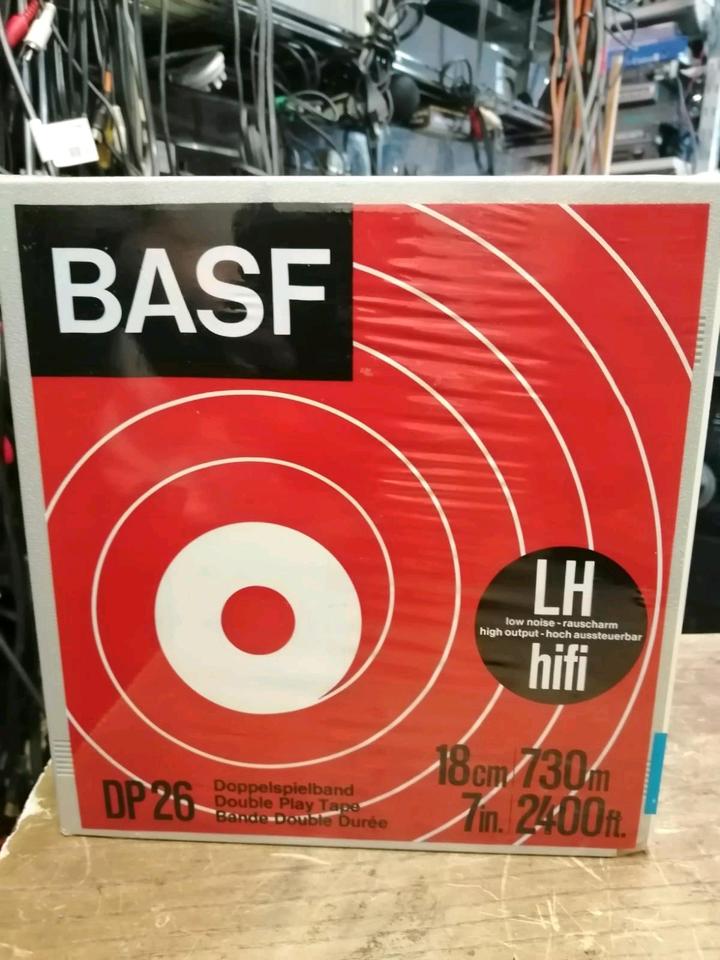 BASF
LH
low noise - rauscharm
high output - hoch aussteuerbar
hifi
DP 26
Doppelspielband
Double Play Tape
Bande Double Durée
18cm 730m
7in. 2400ft.